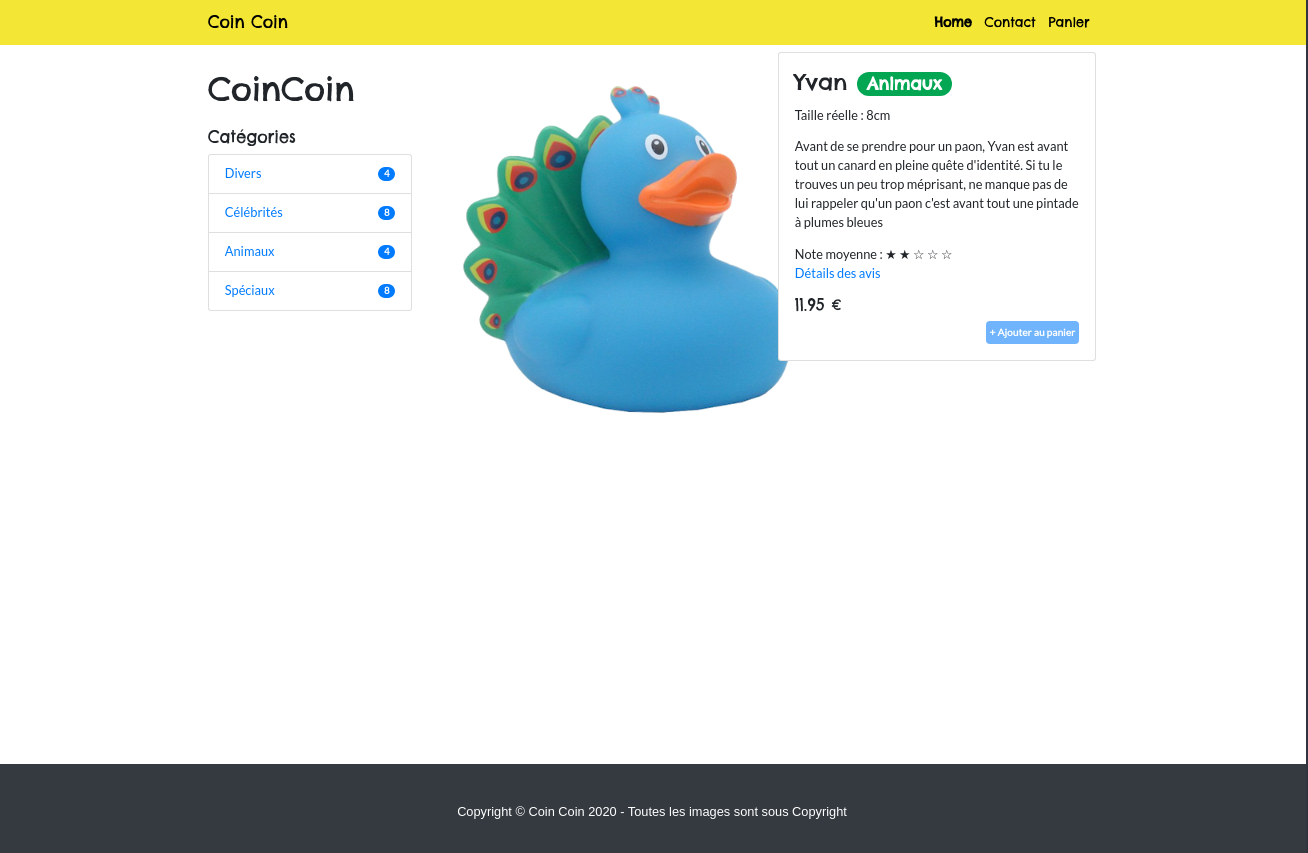 Coin Coin
Home Contact Panier
CoinCoin
Catégories
Divers 4
Célébrités 8
Animaux 4
Spéciaux 8
Yvan Animaux
Taille réelle : 8cm
Avant de se prendre pour un paon, Yvan est avant
tout un canard en pleine quête d'identité. Si tu le
trouves un peu trop méprisant, ne manque pas de
lui rappeler qu'un paon c'est avant tout une pintade
à plumes bleues
Note moyenne : ★ ★ ☆ ☆ ☆
Détails des avis
11.95 €
+ Ajouter au panier
Copyright © Coin Coin 2020 - Toutes les images sont sous Copyright